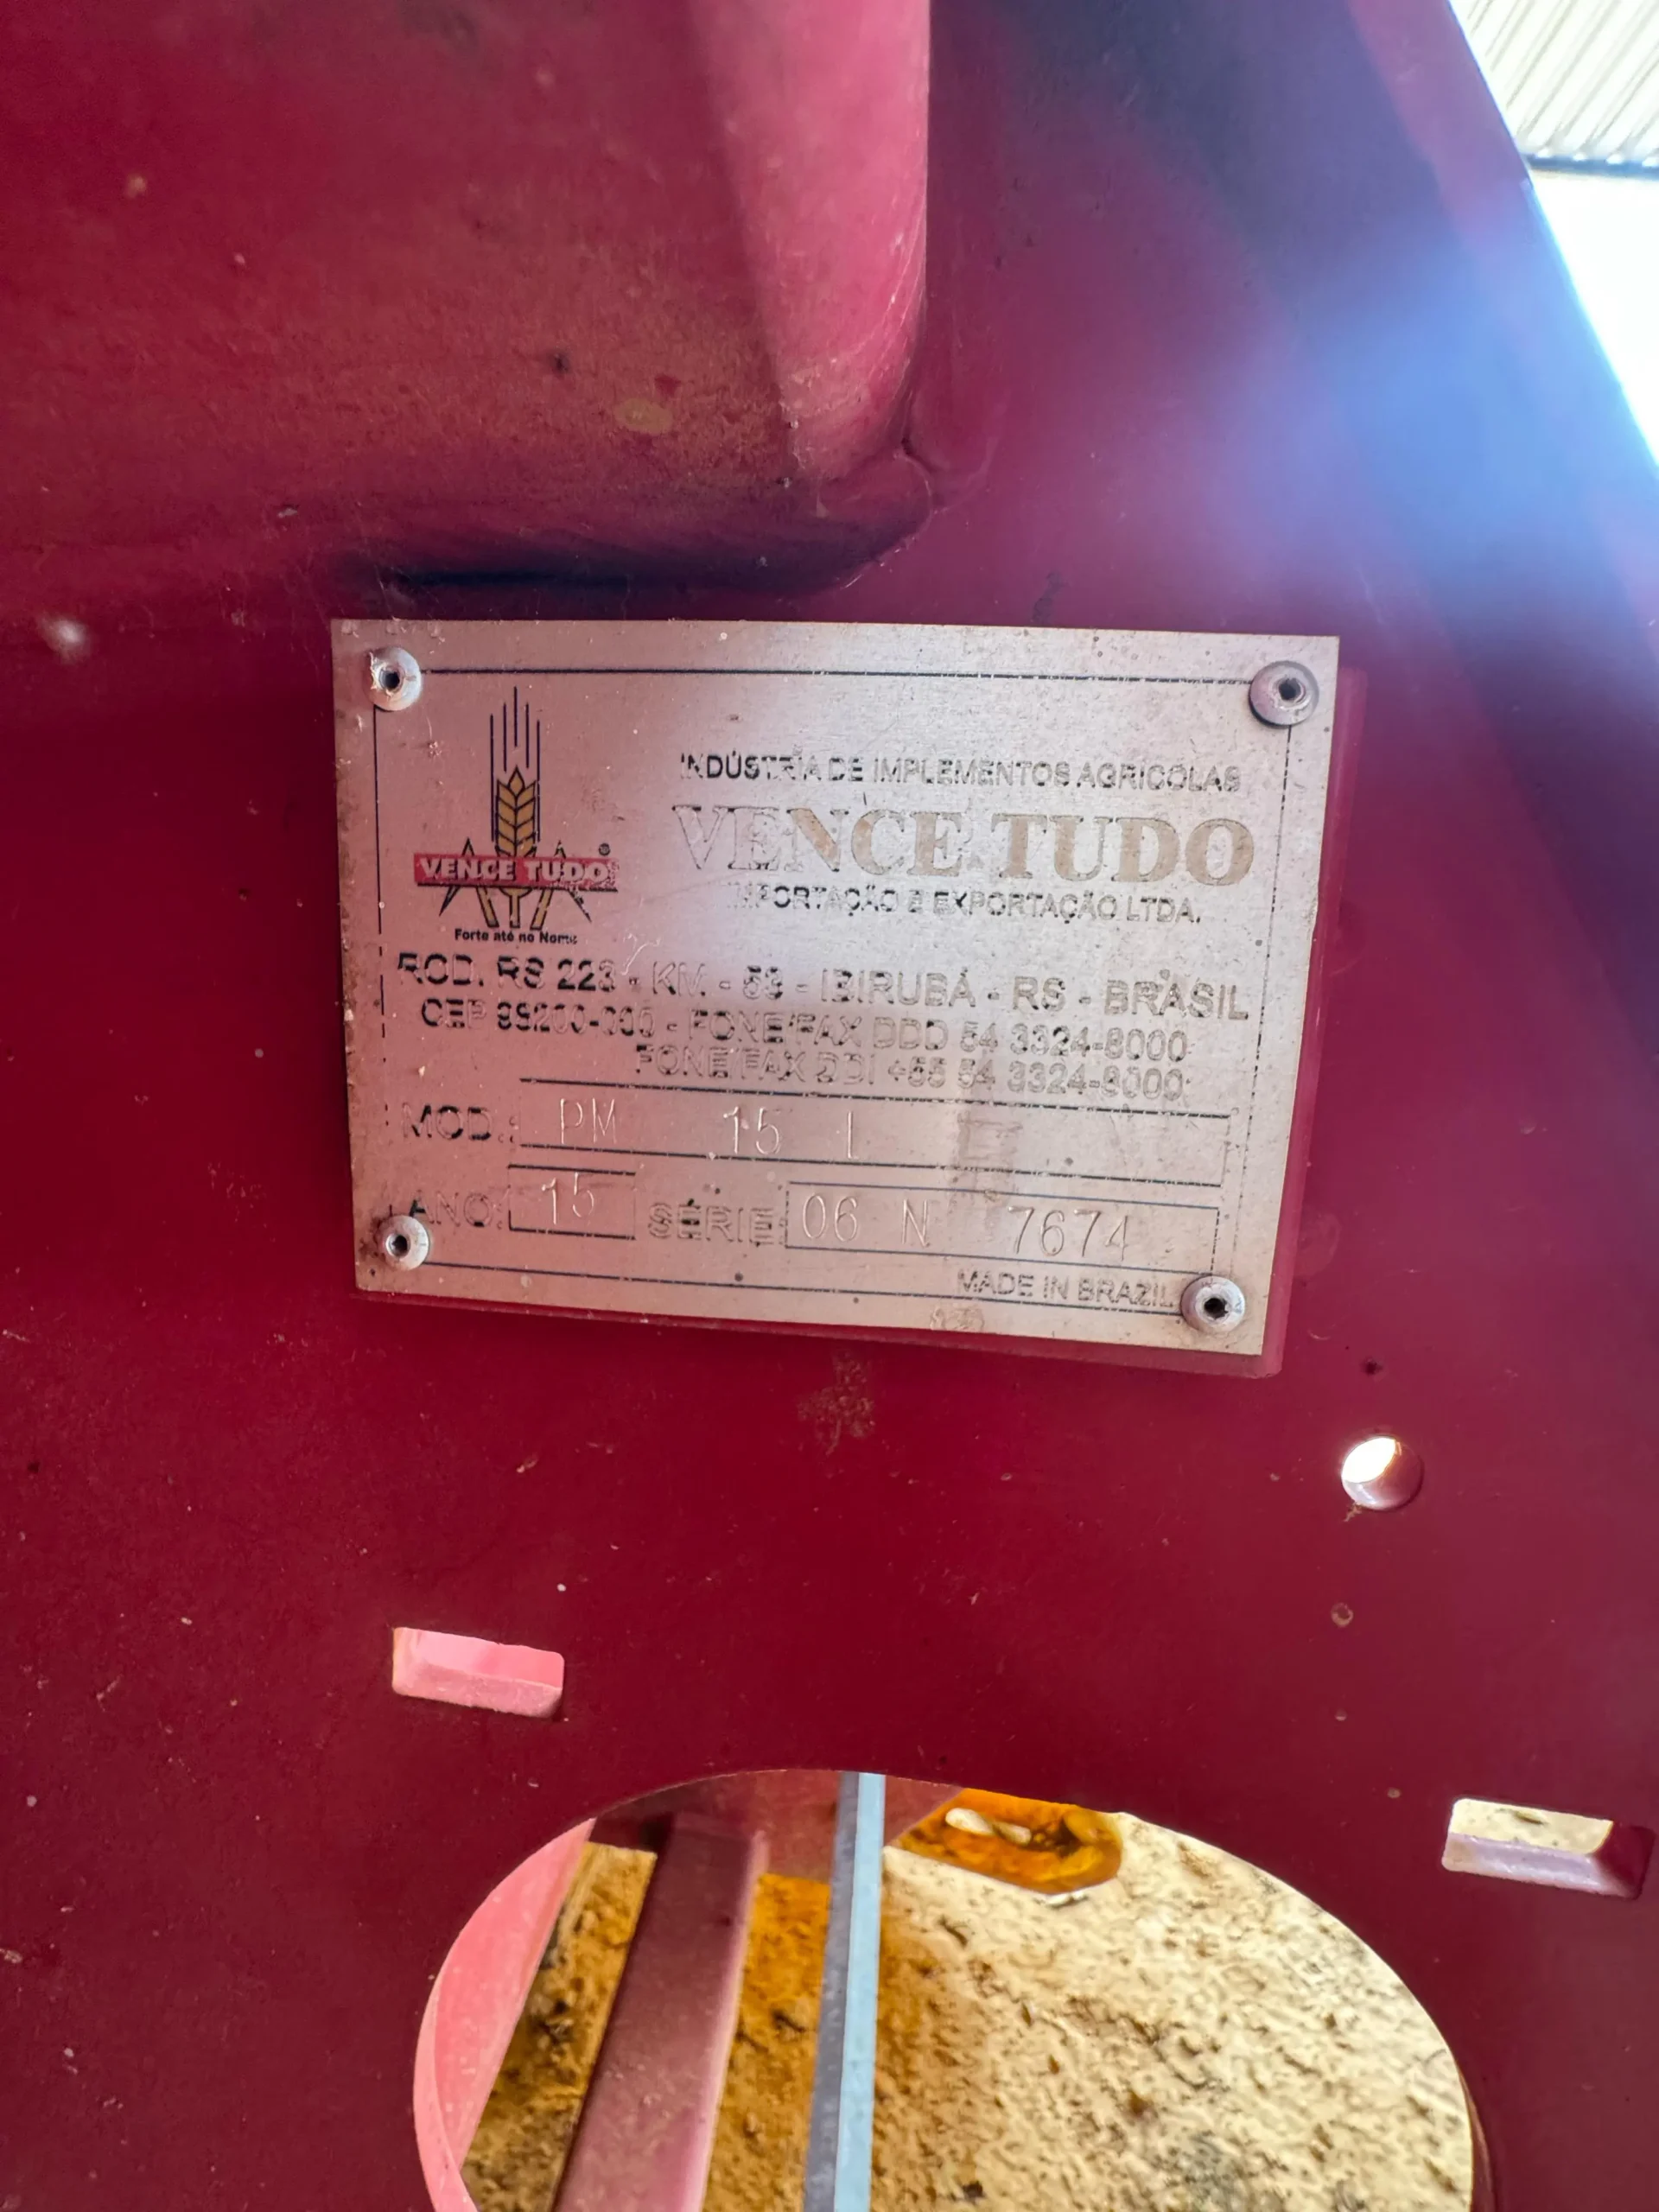 VENCE TUDO®
Forte até no Nome
INDÚSTRIA DE IMPLEMENTOS AGRÍCOLAS
VENCE TUDO
IMPORTAÇÃO E EXPORTAÇÃO LTDA.
ROD. RS 223 - KM - 53 - IBIRUBÁ - RS - BRASIL
CEP 98200-000 - FONE/FAX DDD 54 3324-8000
FONE/FAX DDI +55 54 3324-8000
MOD.: PM 15 I
ANO: 15 SÉRIE: 06 N 7674
MADE IN BRAZIL